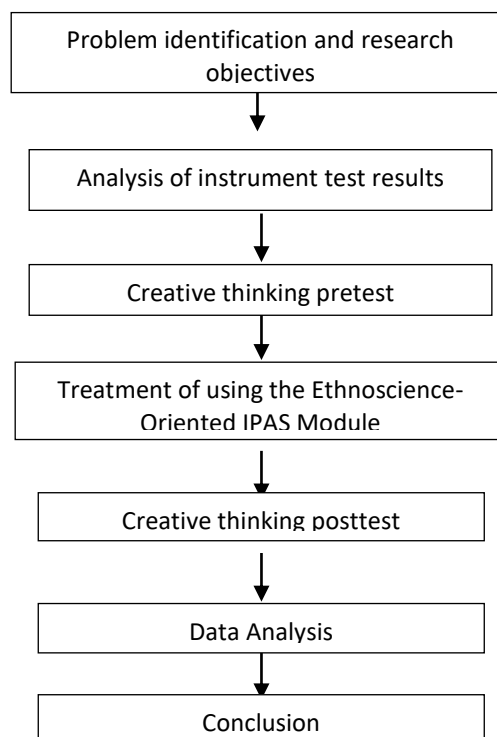 Problem identification and research
objectives
Analysis of instrument test results
Creative thinking pretest
Treatment of using the Ethnoscience-
Oriented IPAS Module
Creative thinking posttest
Data Analysis
Conclusion